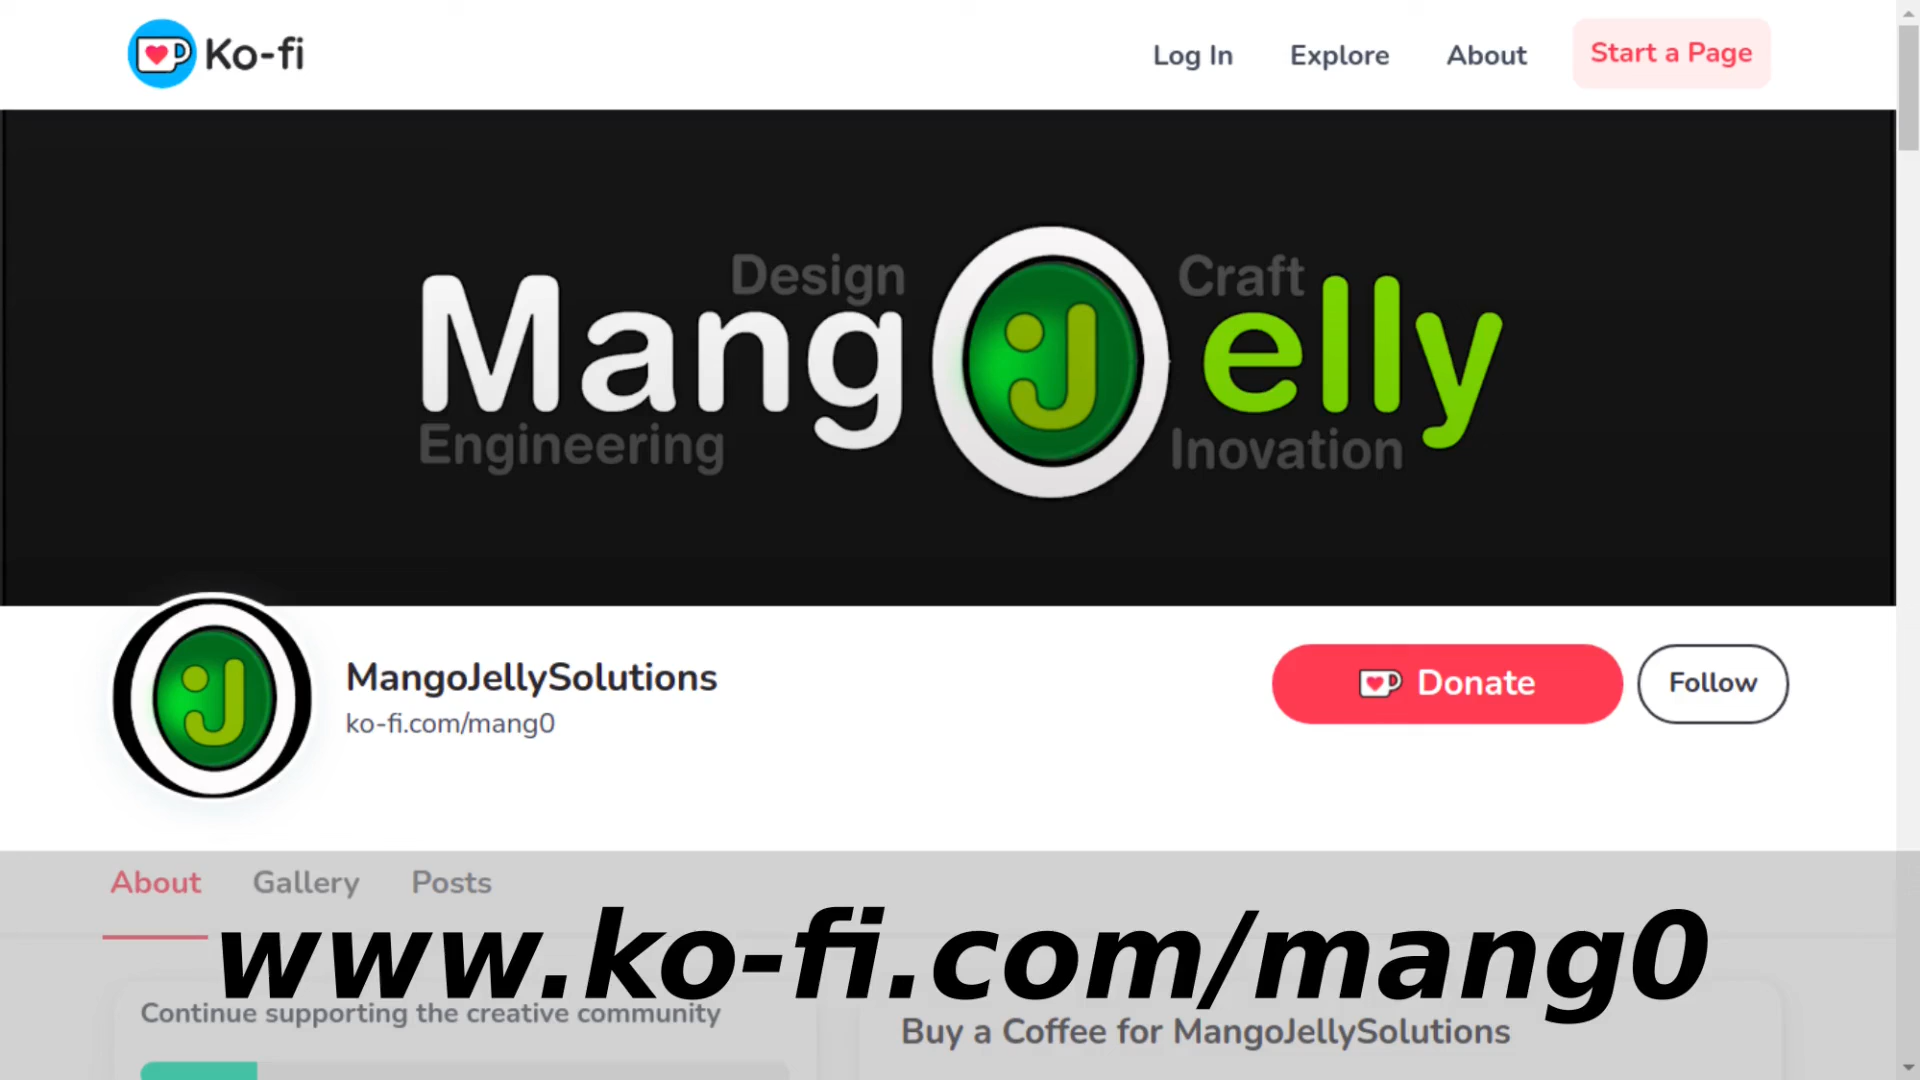 Ko-fi
Log In Explore About Start a Page
Design Craft
Mang J elly
Engineering Inovation
MangoJellySolutions
ko-fi.com/mang0
Donate Follow
About Gallery Posts
www.ko-fi.com/mang0
Continue supporting the creative community
Buy a Coffee for MangoJellySolutions